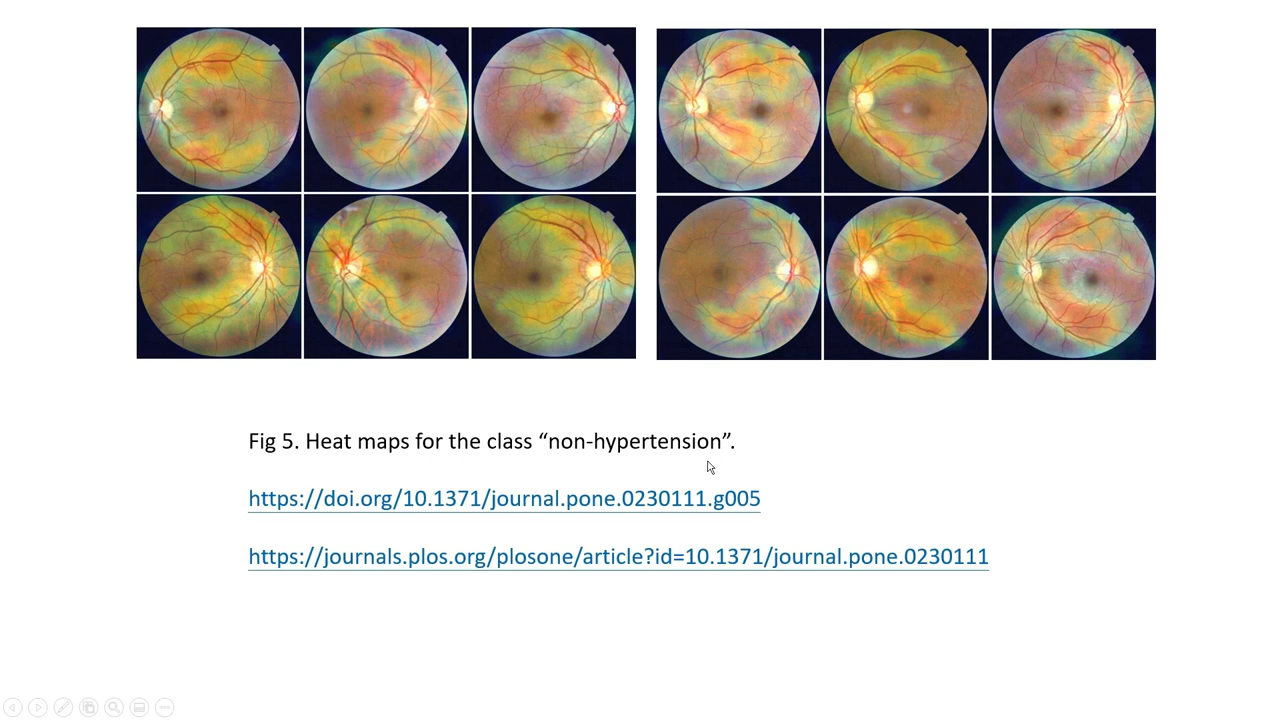 Fig 5. Heat maps for the class “non-hypertension”.
https://doi.org/10.1371/journal.pone.0230111.g005
https://journals.plos.org/plosone/article?id=10.1371/journal.pone.0230111